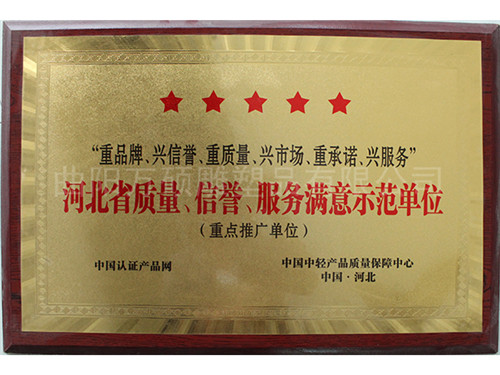 “重品牌、兴信誉、重质量、兴市场、重承诺、兴服务”
河北省质量、信誉、服务满意示范单位
（重点推广单位）
中国认证产品网
中国中轻产品质量保障中心
中国·河北